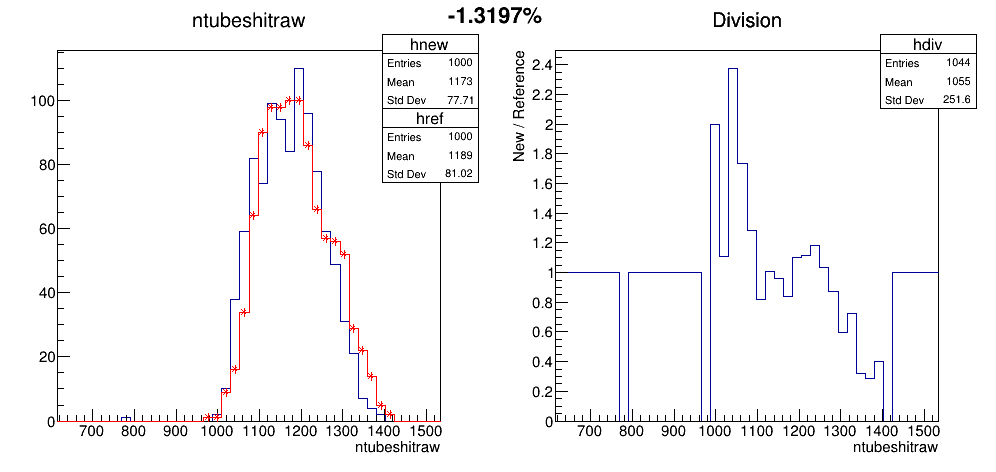 -1.3197%
ntubeshitraw
hnew
Entries 1000
Mean 1173
Std Dev 77.71
href
Entries 1000
Mean 1189
Std Dev 81.02
100
80
60
40
20
0
700 800 900 1000 1100 1200 1300 1400 1500
ntubeshitraw
Division
hdiv
Entries 1044
Mean 1055
Std Dev 251.6
New / Reference
2.4
2.2
2
1.8
1.6
1.4
1.2
1
0.8
0.6
0.4
0.2
0
700 800 900 1000 1100 1200 1300 1400 1500
ntubeshitraw